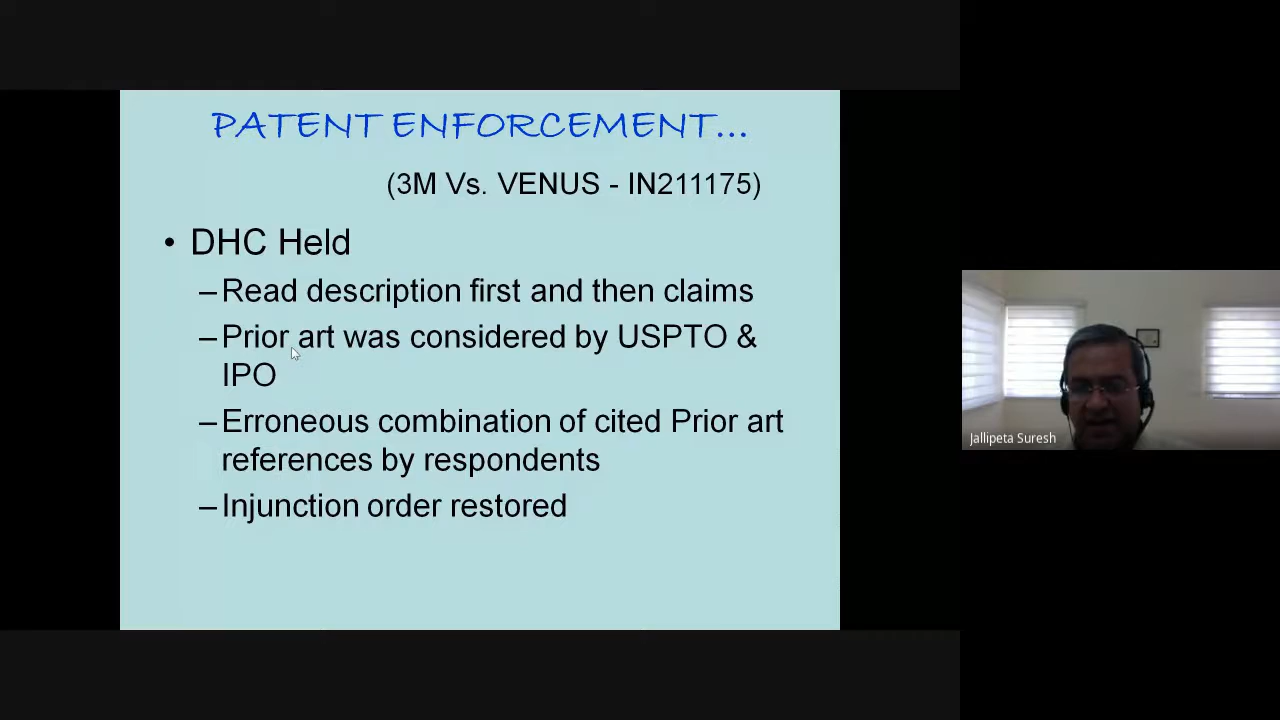 PATENT ENFORCEMENT...
(3M Vs. VENUS - IN211175)
• DHC Held
– Read description first and then claims
– Prior art was considered by USPTO &
IPO
– Erroneous combination of cited Prior art
references by respondents
– Injunction order restored
Jallipeta Suresh